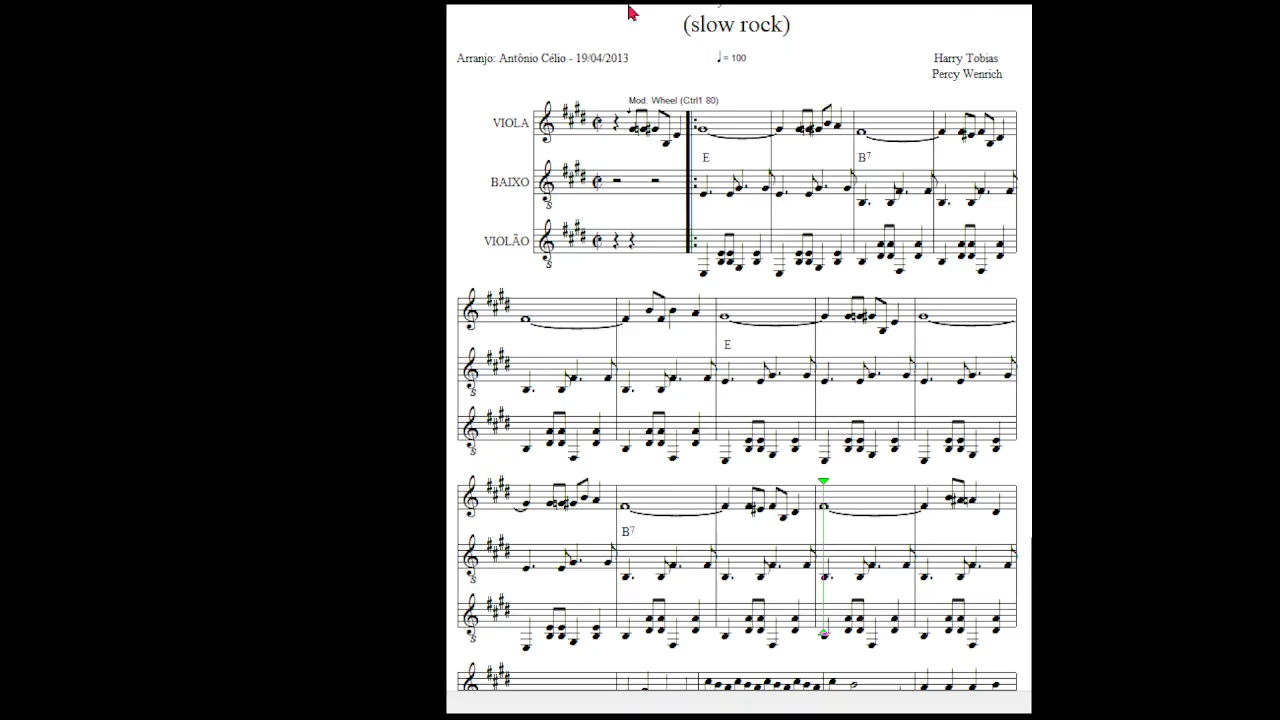 (slow rock)
Arranjo: Antônio Célio - 19/04/2013
♩ = 100
Harry Tobias
Percy Wenrich
Mod. Wheel (Ctrl1 80)
VIOLA
E
B7
BAIXO
VIOLÃO
E
B7